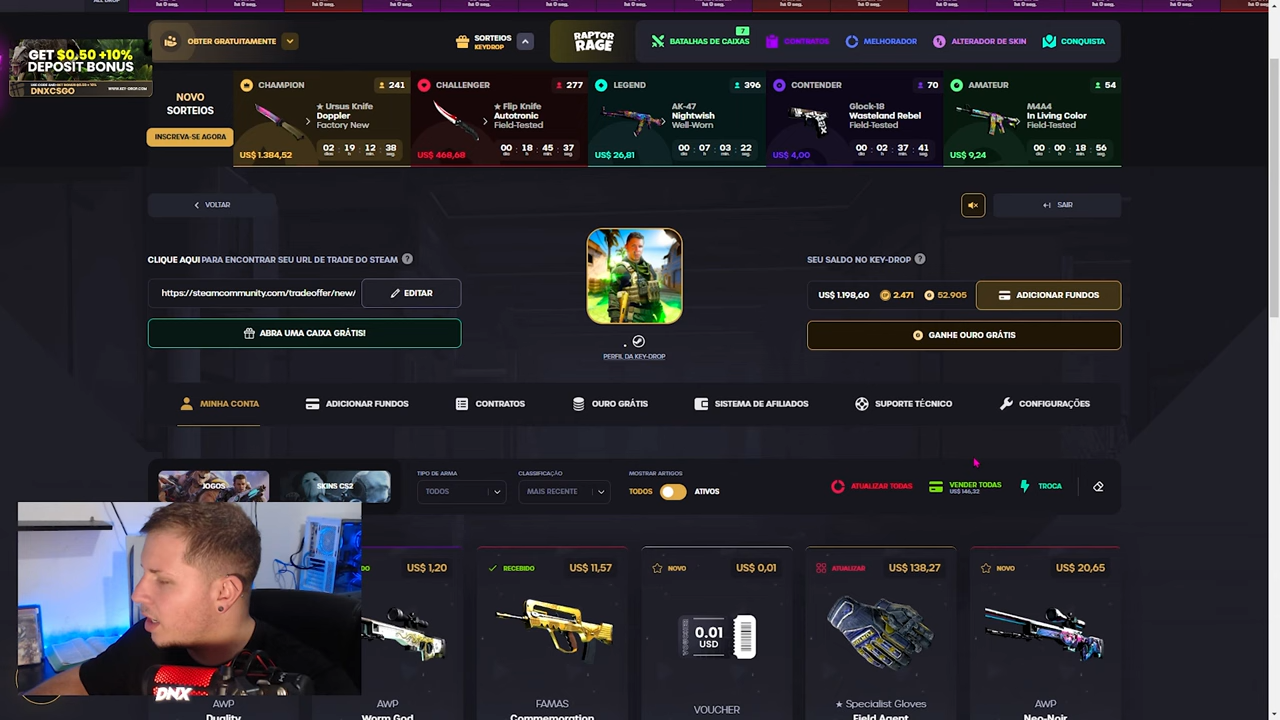 OBTER GRATUITAMENTE
SORTEIOS
KEYDROP
RAPTOR
RAGE
7
BATALHAS DE CAIXAS
CONTRATOS
MELHORADOR
ALTERADOR DE SKIN
CONQUISTA
GET $0.50 +10%
DEPOSIT BONUS
DNXCSGO
WWW.KEY-DROP.COM
NOVO
SORTEIOS
INSCREVA-SE AGORA
CHAMPION
241
★ Ursus Knife
Doppler
Factory New
US$ 1.384,52
02 19 12 38
CHALLENGER
277
★ Flip Knife
Autotronic
Field-Tested
US$ 468,68
00 18 45 37
LEGEND
396
AK-47
Nightwish
Well-Worn
US$ 26,81
00 07 03 22
CONTENDER
70
Glock-18
Wasteland Rebel
Field-Tested
US$ 4,00
00 02 37 41
AMATEUR
54
M4A4
In Living Color
Field-Tested
US$ 9,24
00 00 18 56
VOLTAR
SAIR
CLIQUE AQUI PARA ENCONTRAR SEU URL DE TRADE DO STEAM ?
https://steamcommunity.com/tradeoffer/new/
EDITAR
ABRA UMA CAIXA GRÁTIS!
.
PERFIL DA KEY-DROP
SEU SALDO NO KEY-DROP ?
US$ 1.198,60
2.471
52.905
ADICIONAR FUNDOS
GANHE OURO GRÁTIS
MINHA CONTA
ADICIONAR FUNDOS
CONTRATOS
OURO GRÁTIS
SISTEMA DE AFILIADOS
SUPORTE TÉCNICO
CONFIGURAÇÕES
JOGOS
SKINS CS2
TIPO DE ARMA
TODOS
CLASSIFICAÇÃO
MAIS RECENTE
MOSTRAR ARTIGOS
TODOS
ATIVOS
ATUALIZAR TODAS
VENDER TODAS
US$ 146,32
TROCA
US$ 1,20
AWP
Worm God
RECEBIDO
US$ 11,57
FAMAS
Commemoration
NOVO
US$ 0,01
0.01
USD
VOUCHER
ATUALIZAR
US$ 138,27
★ Specialist Gloves
Field Agent
NOVO
US$ 20,65
AWP
Neo-Noir
AWP
Duality
DNX